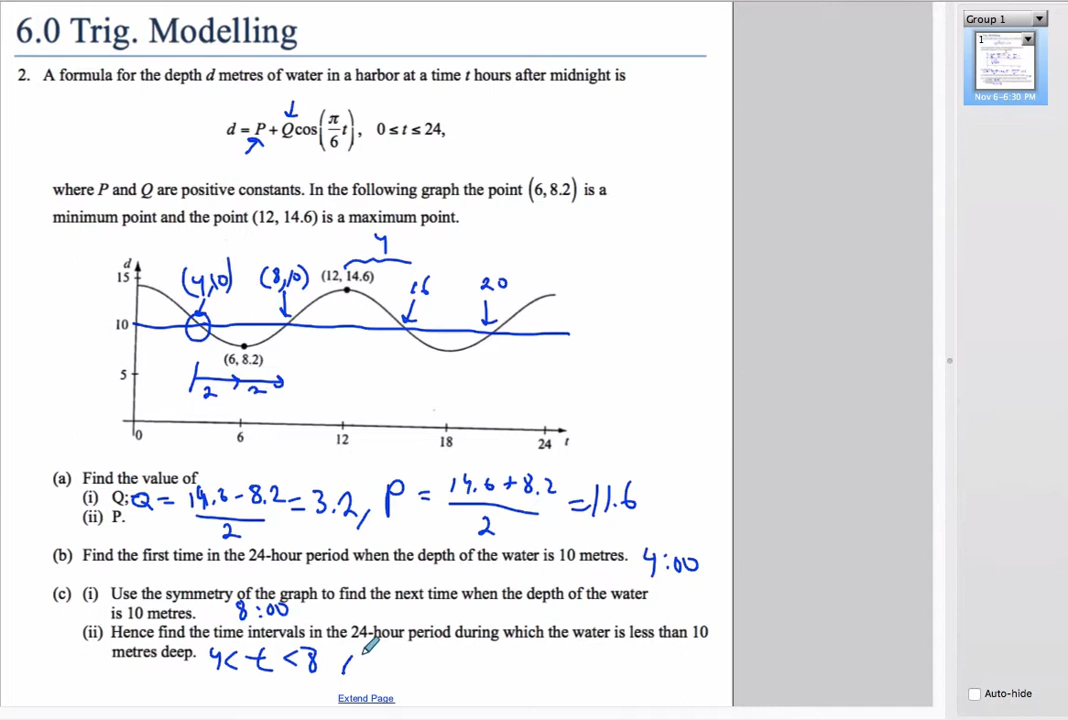 6.0 Trig. Modelling
2. A formula for the depth d metres of water in a harbor at a time t hours after midnight is
d = P + Q cos(π/6 t), 0 ≤ t ≤ 24,
where P and Q are positive constants. In the following graph the point (6, 8.2) is a
minimum point and the point (12, 14.6) is a maximum point.
4
d
15
(4,10)
(8,10)
(12, 14.6)
16
20
10
(6, 8.2)
5
2 2
0 6 12 18 24 t
(a) Find the value of
(i) Q; Q = 14.6 - 8.2 / 2 = 3.2, P = 14.6 + 8.2 / 2 = 11.6
(ii) P.
(b) Find the first time in the 24-hour period when the depth of the water is 10 metres. 4:00
(c) (i) Use the symmetry of the graph to find the next time when the depth of the water
is 10 metres. 8:00
(ii) Hence find the time intervals in the 24-hour period during which the water is less than 10
metres deep. 4 < t < 8 ,
Extend Page
Group 1
1
Nov 6-6:30 PM
Auto-hide